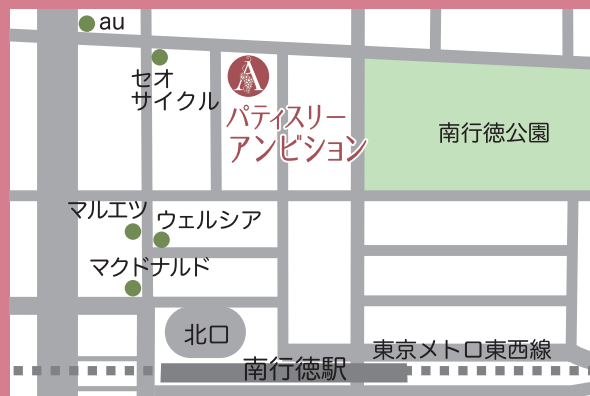 au
セオ
サイクル
A
パティスリー
アンビション
南行徳公園
マルエツ
ウェルシア
マクドナルド
北口
東京メトロ東西線
南行徳駅